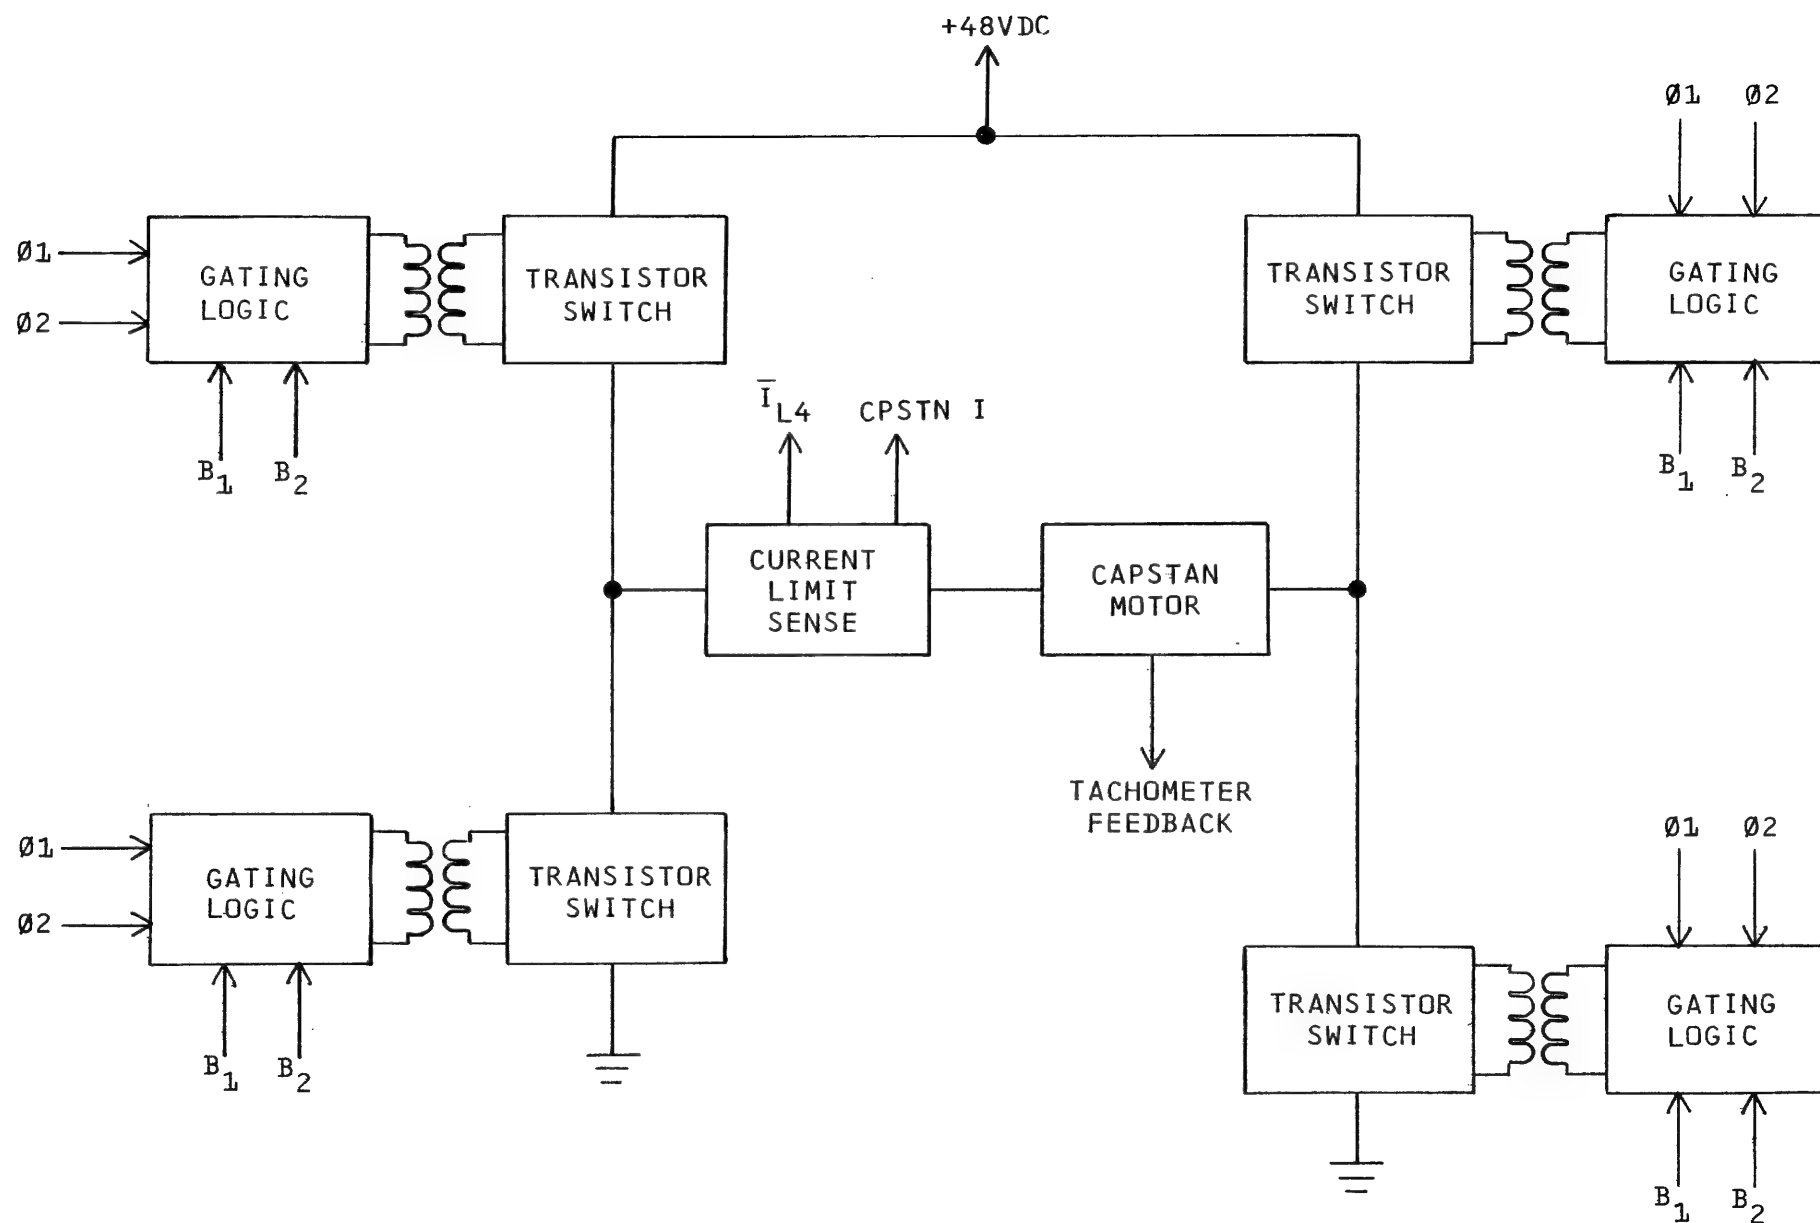 +48VDC
Ø1 Ø2
Ø1
Ø2
GATING
LOGIC
TRANSISTOR
SWITCH
TRANSISTOR
SWITCH
GATING
LOGIC
B1 B2
B1 B2
I̅L4
CPSTN I
CURRENT
LIMIT
SENSE
CAPSTAN
MOTOR
TACHOMETER
FEEDBACK
Ø1
Ø2
GATING
LOGIC
TRANSISTOR
SWITCH
B1 B2
Ø1 Ø2
TRANSISTOR
SWITCH
GATING
LOGIC
B1 B2